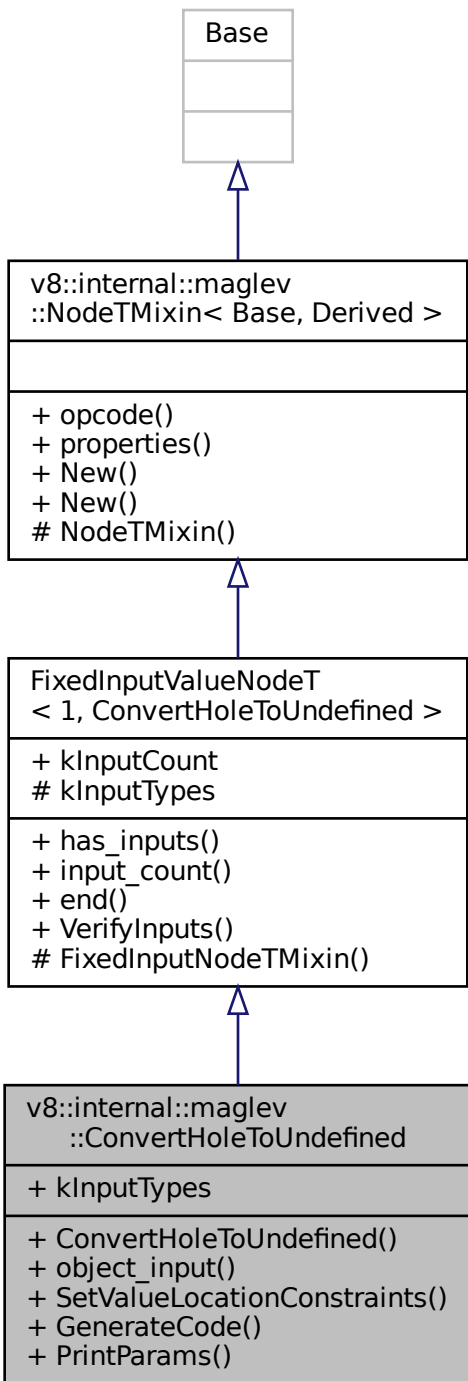 Base
v8::internal::maglev
::NodeTMixin< Base, Derived >
+ opcode()
+ properties()
+ New()
+ New()
# NodeTMixin()
FixedInputValueNodeT
< 1, ConvertHoleToUndefined >
+ kInputCount
# kInputTypes
+ has_inputs()
+ input_count()
+ end()
+ VerifyInputs()
# FixedInputNodeTMixin()
v8::internal::maglev
::ConvertHoleToUndefined
+ kInputTypes
+ ConvertHoleToUndefined()
+ object_input()
+ SetValueLocationConstraints()
+ GenerateCode()
+ PrintParams()